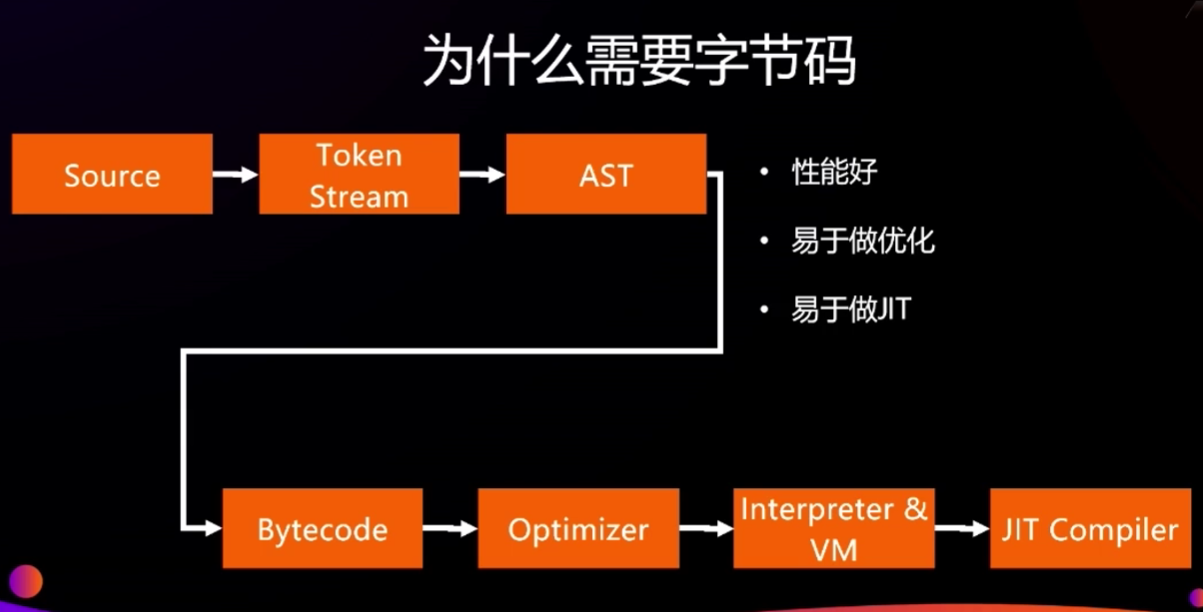 为什么需要字节码
Source
Token
Stream
AST
• 性能好
• 易于做优化
• 易于做JIT
Bytecode
Optimizer
Interpreter &
VM
JIT Compiler